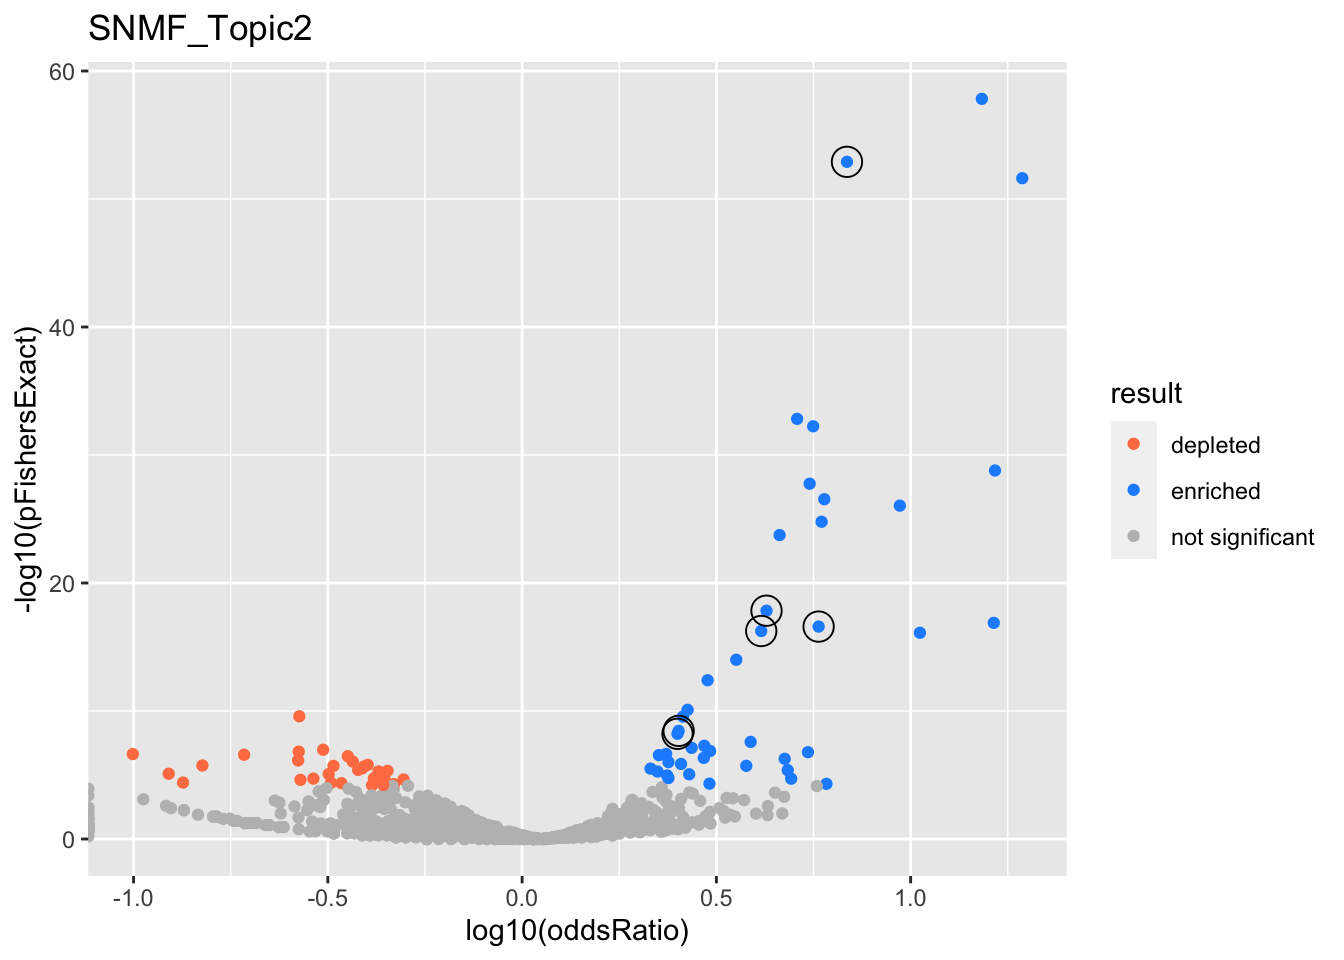 SNMF_Topic2
60
40
20
0
-log10(pFishersExact)
-1.0
-0.5
0.0
0.5
1.0
log10(oddsRatio)
result
depleted
enriched
not significant